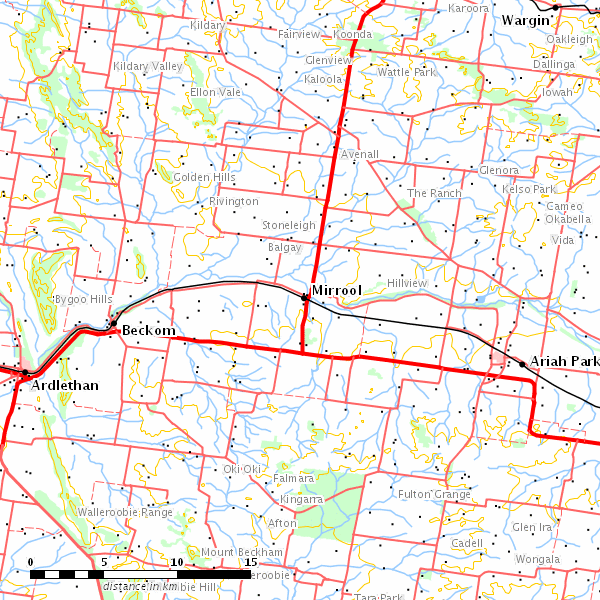 Karoora
Wargin
Kildary
Fairview
Koonda
Oakleigh
Glenview
Dallinga
Kildary Valley
Kaloola
Wattle Park
Ellon Vale
Iowah
Avenall
Glenora
Golden Hills
Kelso Park
The Ranch
Rivington
Cameo
Okabella
Stoneleigh
Vida
Balgay
Hillview
Mirrool
Bygoo Hills
Beckom
Ariah Park
Ardlethan
Oki Oki
Falmara
Fulton Grange
Kingarra
Walleroobie Range
Afton
Glen Ira
Cadell
Mount Beckham
Wongala
0 5 10 15
distance in km
Tara Park